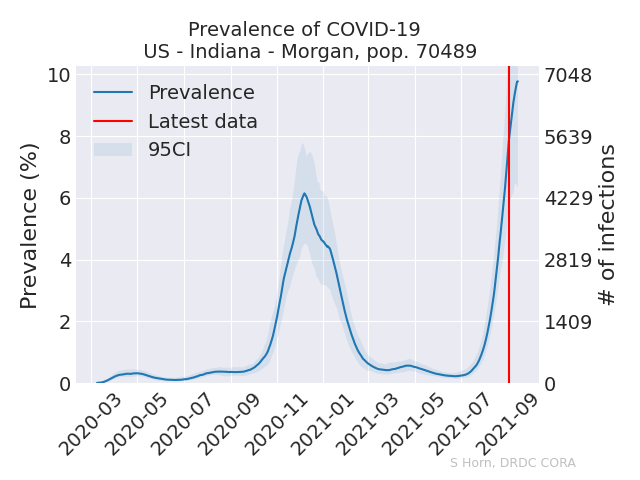 Prevalence of COVID-19
US - Indiana - Morgan, pop. 70489
Prevalence
Latest data
95CI
Prevalence (%)
10
8
6
4
2
0
7048
5639
4229
2819
1409
0
# of infections
2020-03
2020-05
2020-07
2020-09
2020-11
2021-01
2021-03
2021-05
2021-07
2021-09
S Horn, DRDC CORA